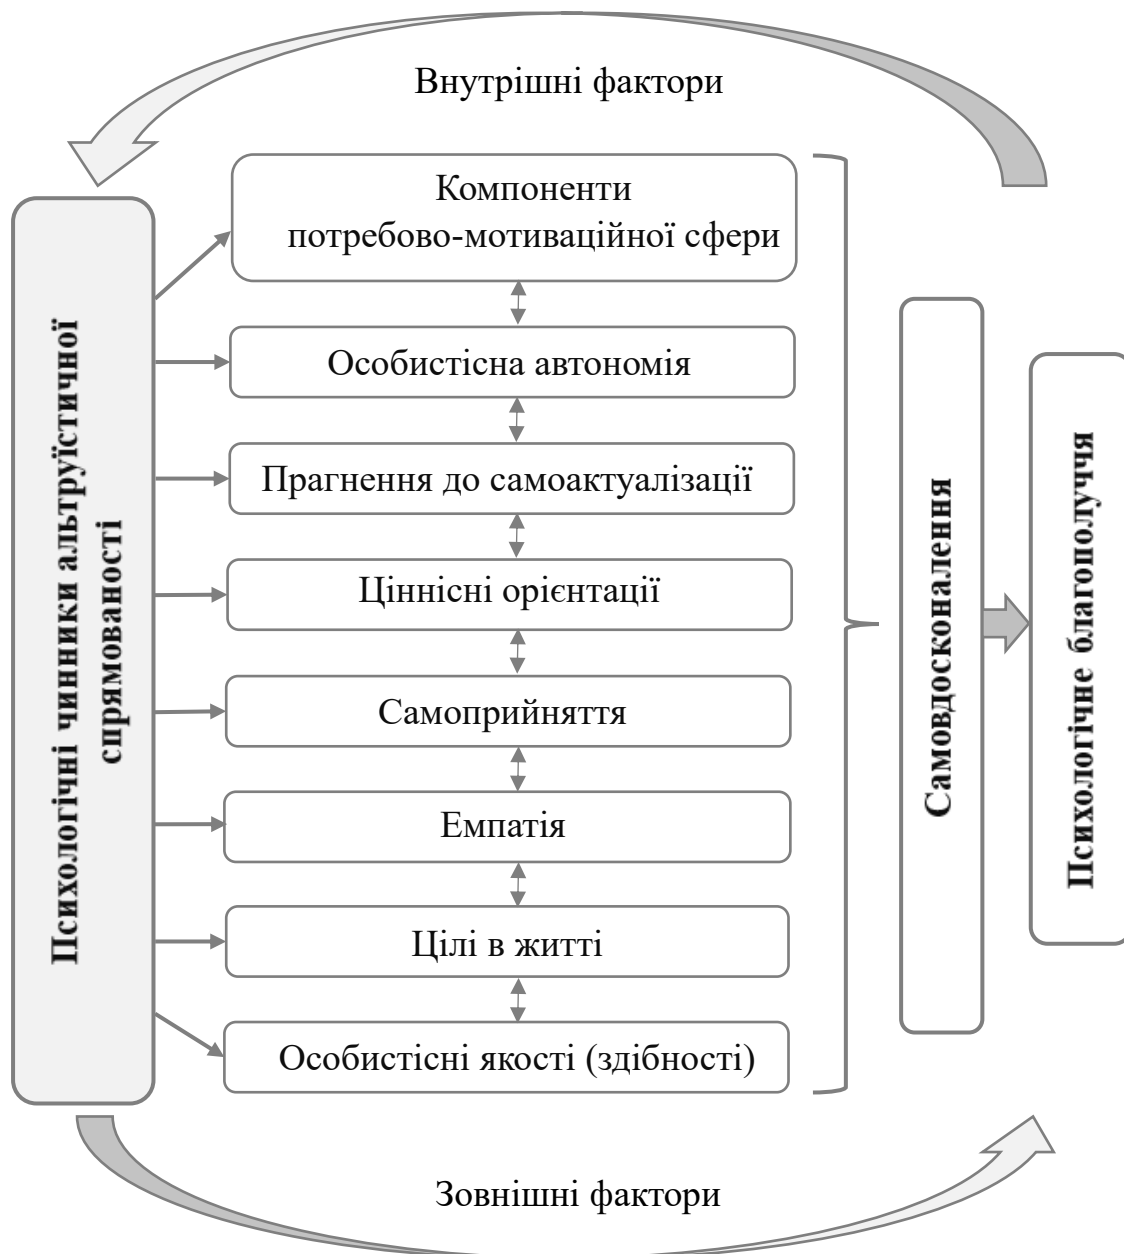 Внутрішні фактори
Психологічні чинники альтруїстичної
спрямованості
Компоненти
потребово-мотиваційної сфери
Особистісна автономія
Прагнення до самоактуалізації
Ціннісні орієнтації
Самоприйняття
Емпатія
Цілі в житті
Особистісні якості (здібності)
Самовдосконалення
Психологічне благополуччя
Зовнішні фактори